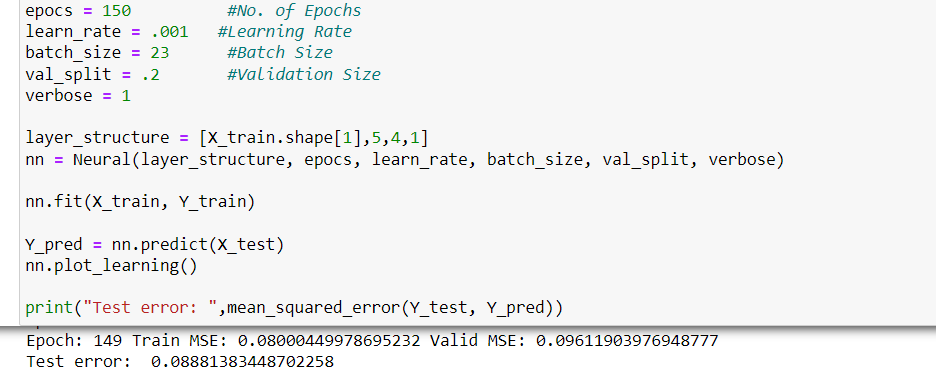 epocs = 150 #No. of Epochs
learn_rate = .001 #Learning Rate
batch_size = 23 #Batch Size
val_split = .2 #Validation Size
verbose = 1
layer_structure = [X_train.shape[1],5,4,1]
nn = Neural(layer_structure, epocs, learn_rate, batch_size, val_split, verbose)
nn.fit(X_train, Y_train)
Y_pred = nn.predict(X_test)
nn.plot_learning()
print("Test error: ",mean_squared_error(Y_test, Y_pred))
Epoch: 149 Train MSE: 0.08000449978695232 Valid MSE: 0.09611903976948777
Test error:  0.08881383448702258